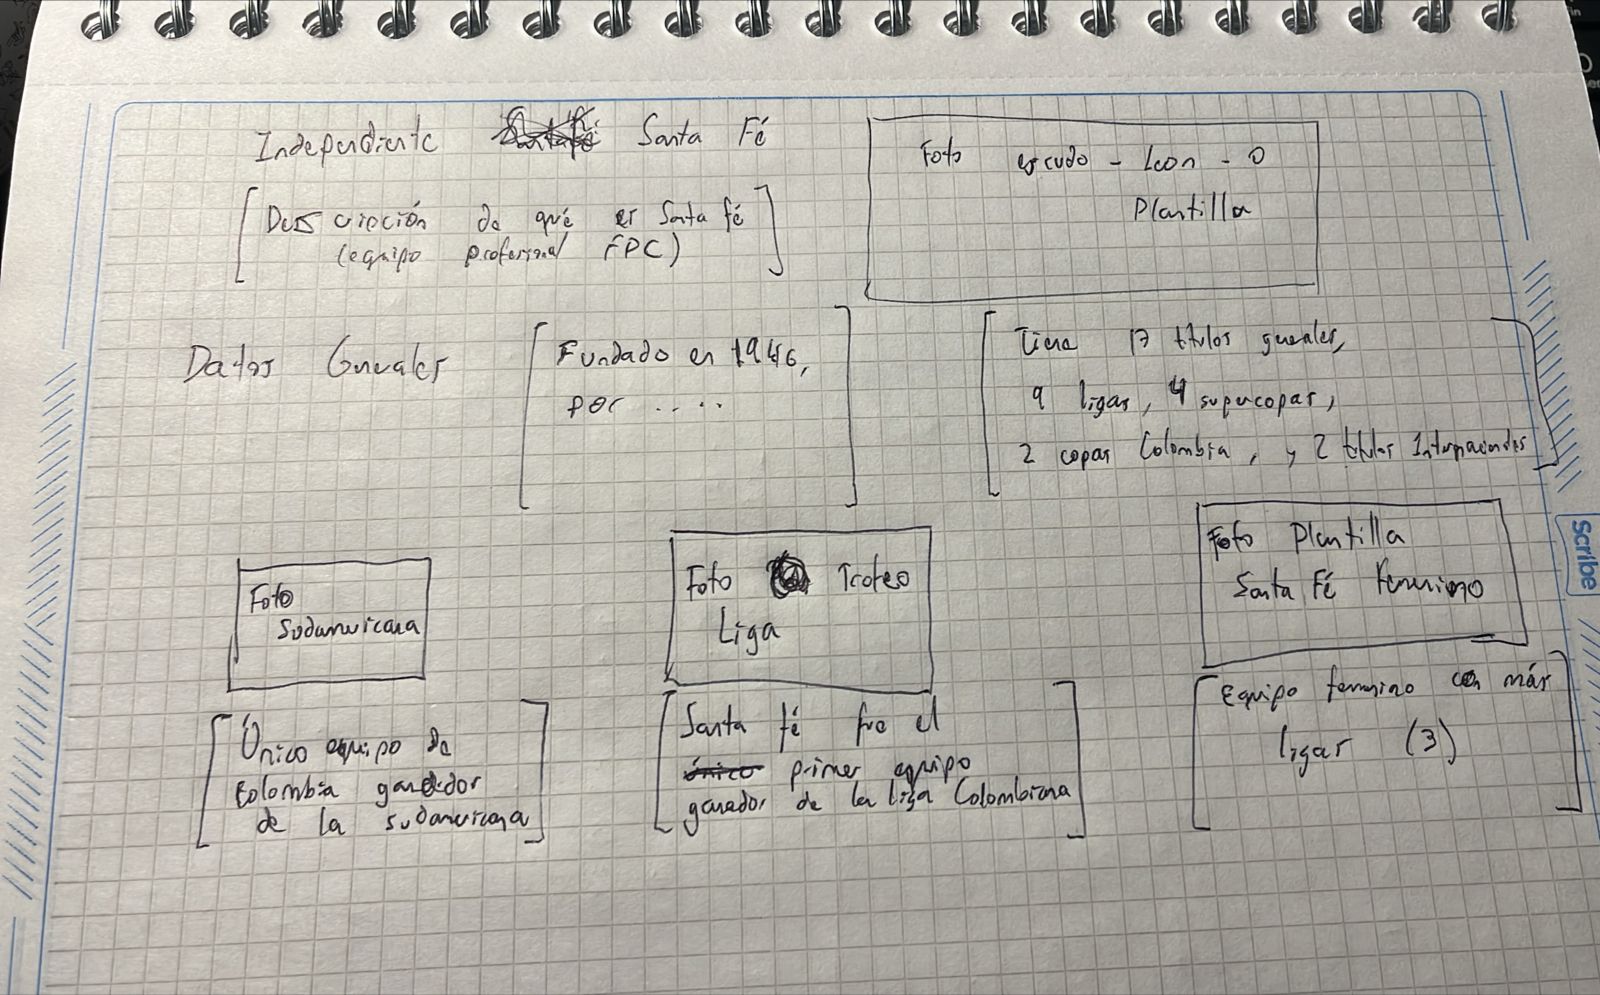 Independiente Santa Fé
Foto escudo - Leon - o
Plantilla
Descripción de qué es Santa fé
(equipo profesional FPC)
Datos Generales
Fundado en 1946,
por .....
Tiene 17 títulos generales,
9 ligas, 4 supercopas,
2 copas Colombia, y 2 titulos Internacionales
Foto
Sudamericana
Foto Trofeo
Liga
Foto Plantilla
Santa Fé Femenino
Único equipo de
Colombia ganador
de la sudamericana
Santa fé fue el
único primer equipo
ganador de la liga Colombiana
Equipo femenino con más
ligas (3)
Scribe